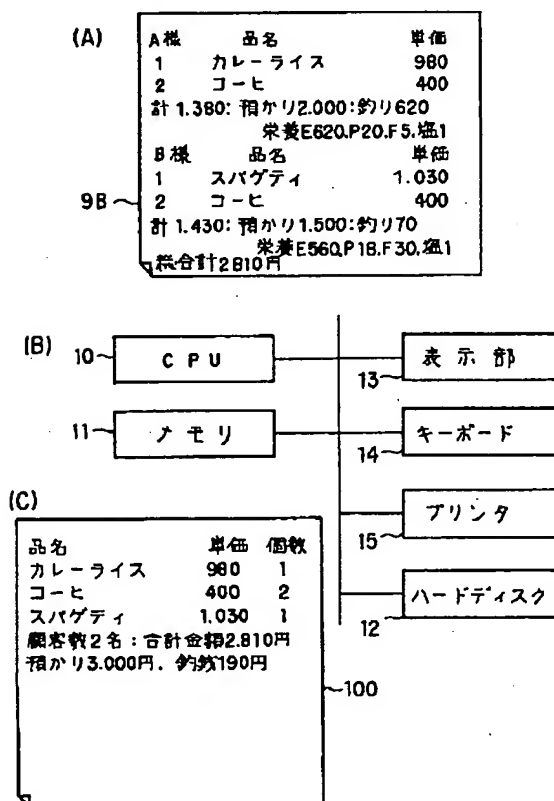 (A)
A様 品名 単価
1 カレーライス 980
2 コーヒ 400
計1.380:預かり2.000:釣り620
栄養E620.P20.F5.塩1
B様 品名 単価
1 スパゲティ 1.030
2 コーヒ 400
計1.430:預かり1.500:釣り70
栄養E560.P18.F30.塩1
総合計2810円
9B
(B)
10 CPU
表示部
13
11 メモリ
キーボード
14
プリンタ
15
ハードディスク
12
(C)
品名 単価 個数
カレーライス 980 1
コーヒ 400 2
スパゲティ 1.030 1
顧客数2名:合計金額2.810円
預かり3.000円.釣銭190円
100